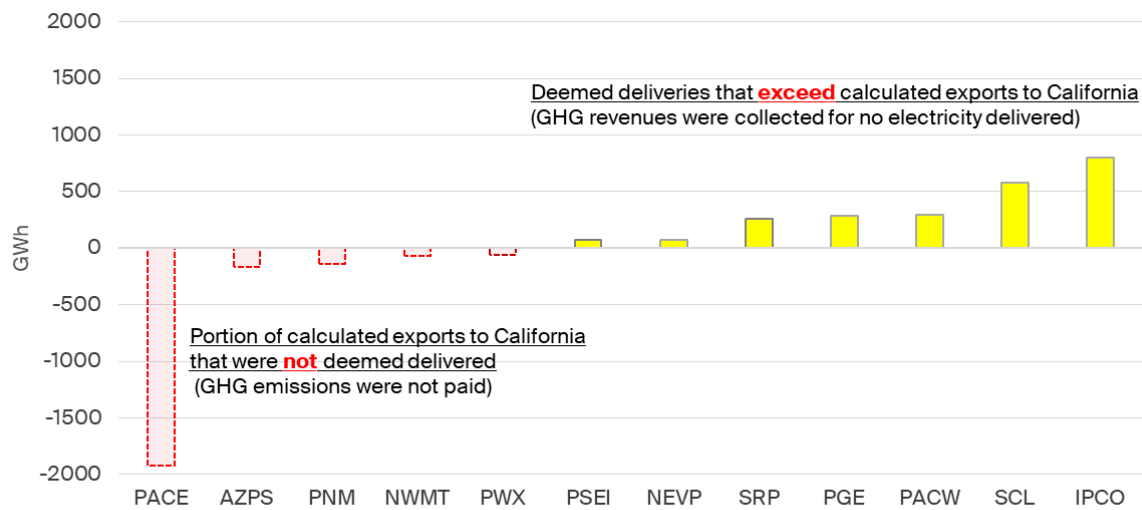 2000
1500
Deemed deliveries that exceed calculated exports to California
(GHG revenues were collected for no electricity delivered)
1000
500
0
GWh
-500
Portion of calculated exports to California
that were not deemed delivered
(GHG emissions were not paid)
-1000
-1500
-2000
PACE AZPS PNM NWMT PWX PSEI NEVP SRP PGE PACW SCL IPCO